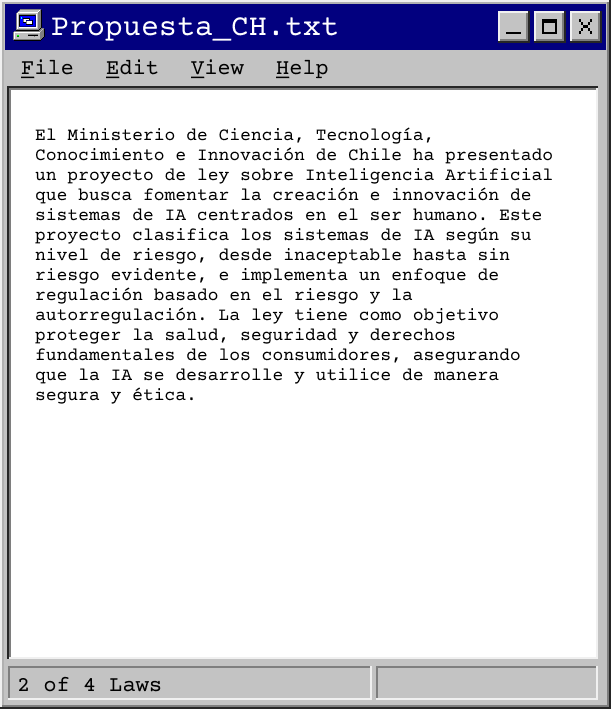 Propuesta_CH.txt
File Edit View Help
El Ministerio de Ciencia, Tecnología,
Conocimiento e Innovación de Chile ha presentado
un proyecto de ley sobre Inteligencia Artificial
que busca fomentar la creación e innovación de
sistemas de IA centrados en el ser humano. Este
proyecto clasifica los sistemas de IA según su
nivel de riesgo, desde inaceptable hasta sin
riesgo evidente, e implementa un enfoque de
regulación basado en el riesgo y la
autorregulación. La ley tiene como objetivo
proteger la salud, seguridad y derechos
fundamentales de los consumidores, asegurando
que la IA se desarrolle y utilice de manera
segura y ética.
2 of 4 Laws